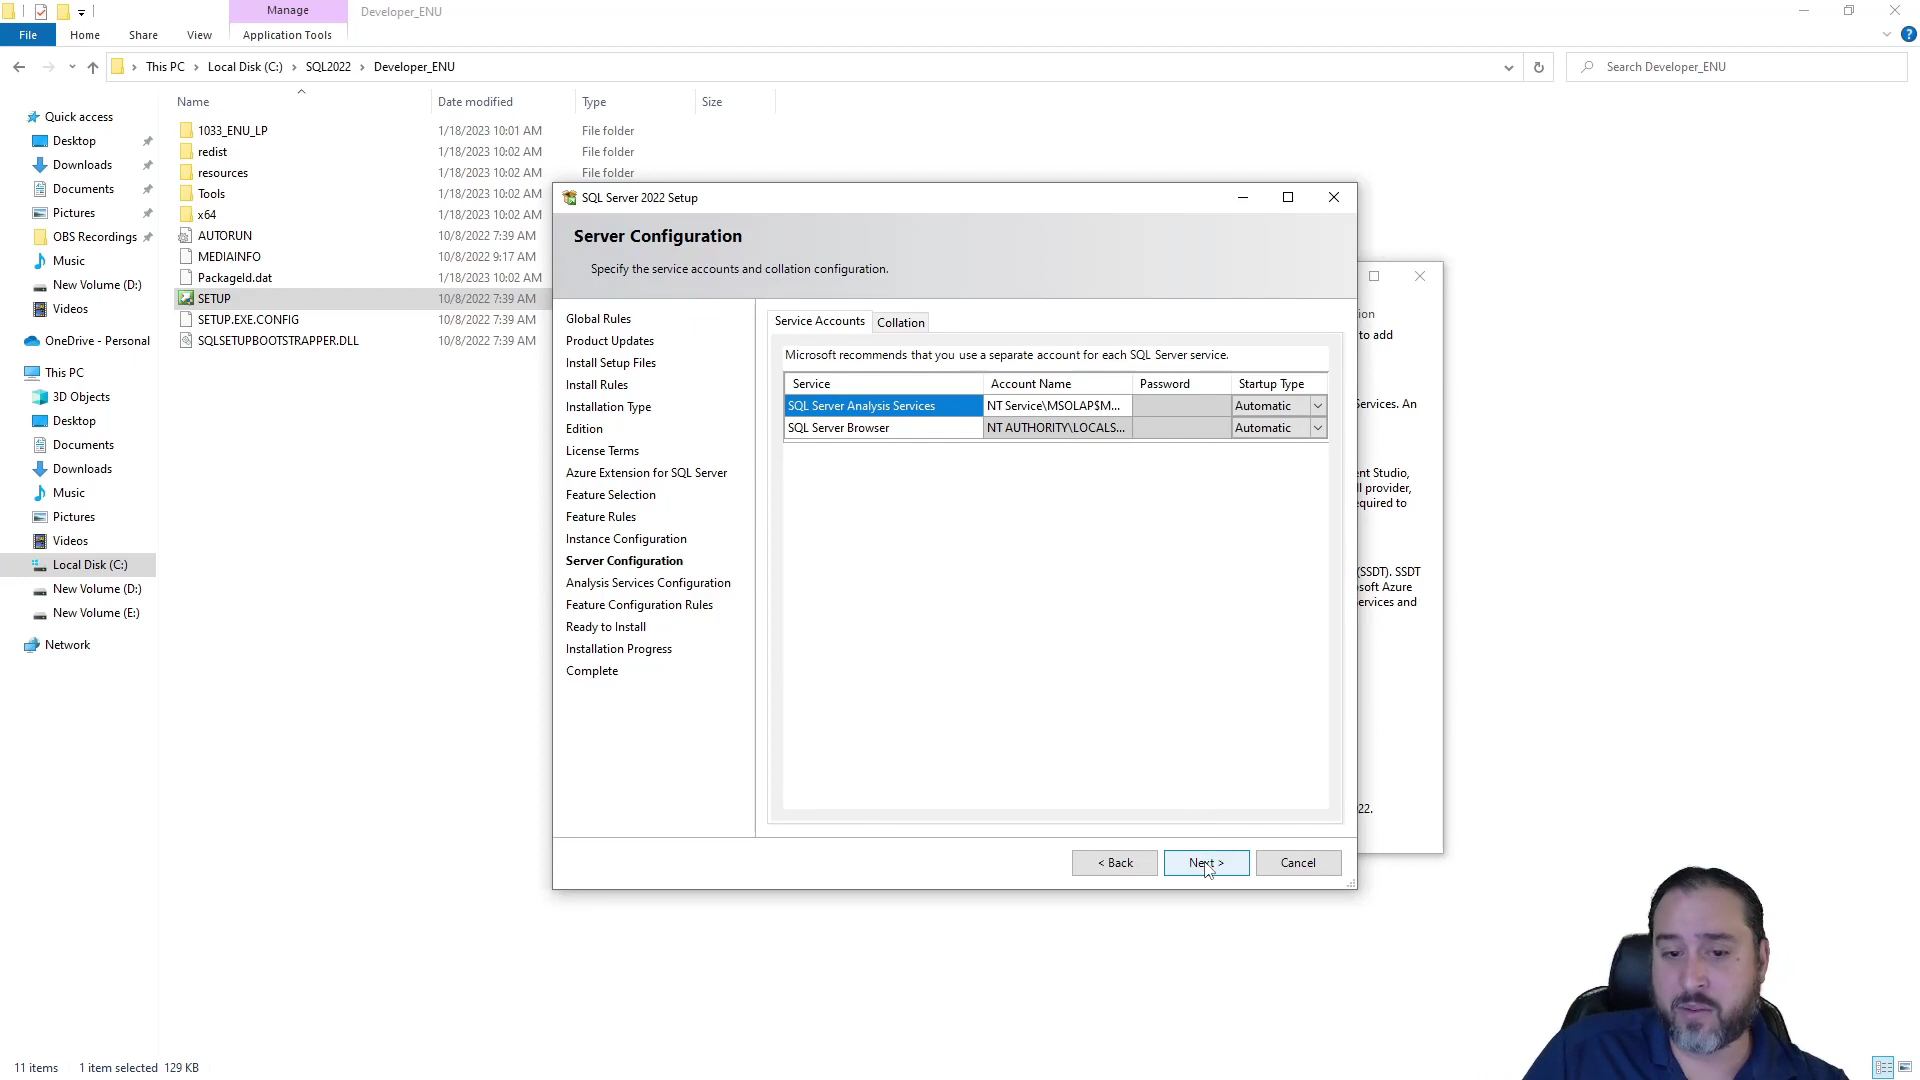 Manage
Developer_ENU
File
Home
Share
View
Application Tools
This PC
Local Disk (C:)
SQL2022
Developer_ENU
Search Developer_ENU
Name
Date modified
Type
Size
Quick access
Desktop
Downloads
Documents
Pictures
OBS Recordings
Music
New Volume (D:)
Videos
OneDrive - Personal
This PC
3D Objects
Desktop
Documents
Downloads
Music
Pictures
Videos
Local Disk (C:)
New Volume (D:)
New Volume (E:)
Network
1033_ENU_LP 1/18/2023 10:01 AM File folder
redist 1/18/2023 10:02 AM File folder
resources 1/18/2023 10:02 AM File folder
Tools 1/18/2023 10:02 AM
x64 1/18/2023 10:02 AM
AUTORUN 10/8/2022 7:39 AM
MEDIAINFO 10/8/2022 9:17 AM
PackageId.dat 1/18/2023 10:02 AM
SETUP 10/8/2022 7:39 AM
SETUP.EXE.CONFIG 10/8/2022 7:39 AM
SQLSETUPBOOTSTRAPPER.DLL 10/8/2022 7:39 AM
SQL Server 2022 Setup
Server Configuration
Specify the service accounts and collation configuration.
Global Rules
Product Updates
Install Setup Files
Install Rules
Installation Type
Edition
License Terms
Azure Extension for SQL Server
Feature Selection
Feature Rules
Instance Configuration
Server Configuration
Analysis Services Configuration
Feature Configuration Rules
Ready to Install
Installation Progress
Complete
Service Accounts
Collation
Microsoft recommends that you use a separate account for each SQL Server service.
Service Account Name Password Startup Type
SQL Server Analysis Services NT Service\MSOLAP$M... Automatic
SQL Server Browser NT AUTHORITY\LOCALS... Automatic
< Back
Next >
Cancel
ion
to add
Services. An
ent Studio,
ll provider,
equired to
(SSDT). SSDT
soft Azure
ervices and
22.
11 items
1 item selected 129 KB